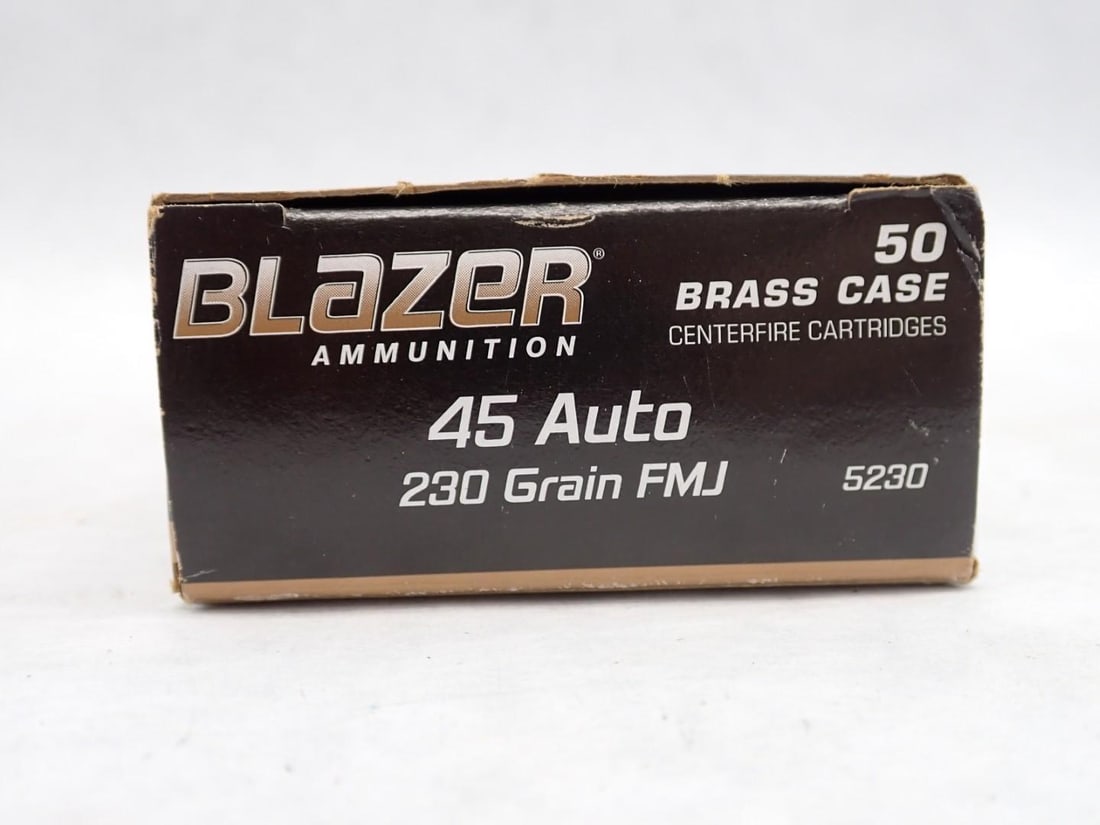 BLazer®
AMMUNITION
50
BRASS CASE
CENTERFIRE CARTRIDGES
45 Auto
230 Grain FMJ
5230